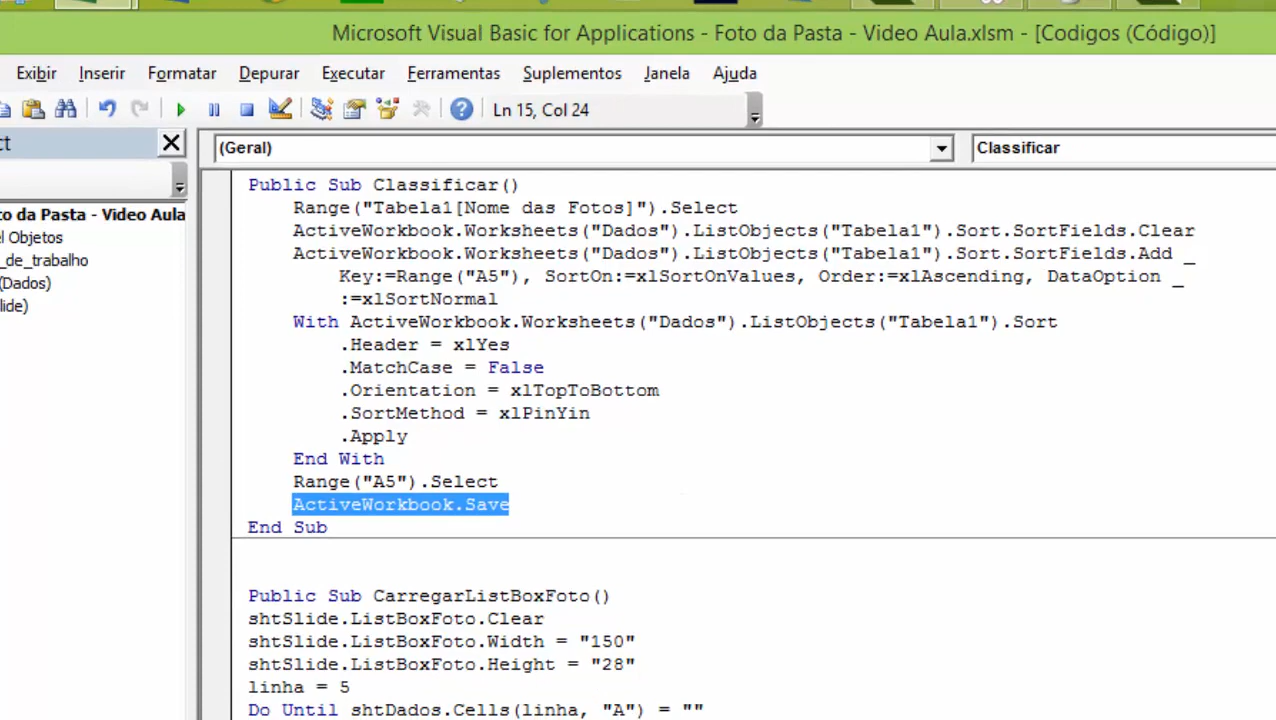 Microsoft Visual Basic for Applications - Foto da Pasta - Video Aula.xlsm - [Codigos (Código)]
Exibir Inserir Formatar Depurar Executar Ferramentas Suplementos Janela Ajuda
Ln 15, Col 24
ct
(Geral) Classificar
to da Pasta - Video Aula
el Objetos
_de_trabalho
(Dados)
lide)
Public Sub Classificar()
Range("Tabela1[Nome das Fotos]").Select
ActiveWorkbook.Worksheets("Dados").ListObjects("Tabela1").Sort.SortFields.Clear
ActiveWorkbook.Worksheets("Dados").ListObjects("Tabela1").Sort.SortFields.Add _
Key:=Range("A5"), SortOn:=xlSortOnValues, Order:=xlAscending, DataOption _
:=xlSortNormal
With ActiveWorkbook.Worksheets("Dados").ListObjects("Tabela1").Sort
.Header = xlYes
.MatchCase = False
.Orientation = xlTopToBottom
.SortMethod = xlPinYin
.Apply
End With
Range("A5").Select
ActiveWorkbook.Save
End Sub
Public Sub CarregarListBoxFoto()
shtSlide.ListBoxFoto.Clear
shtSlide.ListBoxFoto.Width = "150"
shtSlide.ListBoxFoto.Height = "28"
linha = 5
Do Until shtDados.Cells(linha, "A") = ""